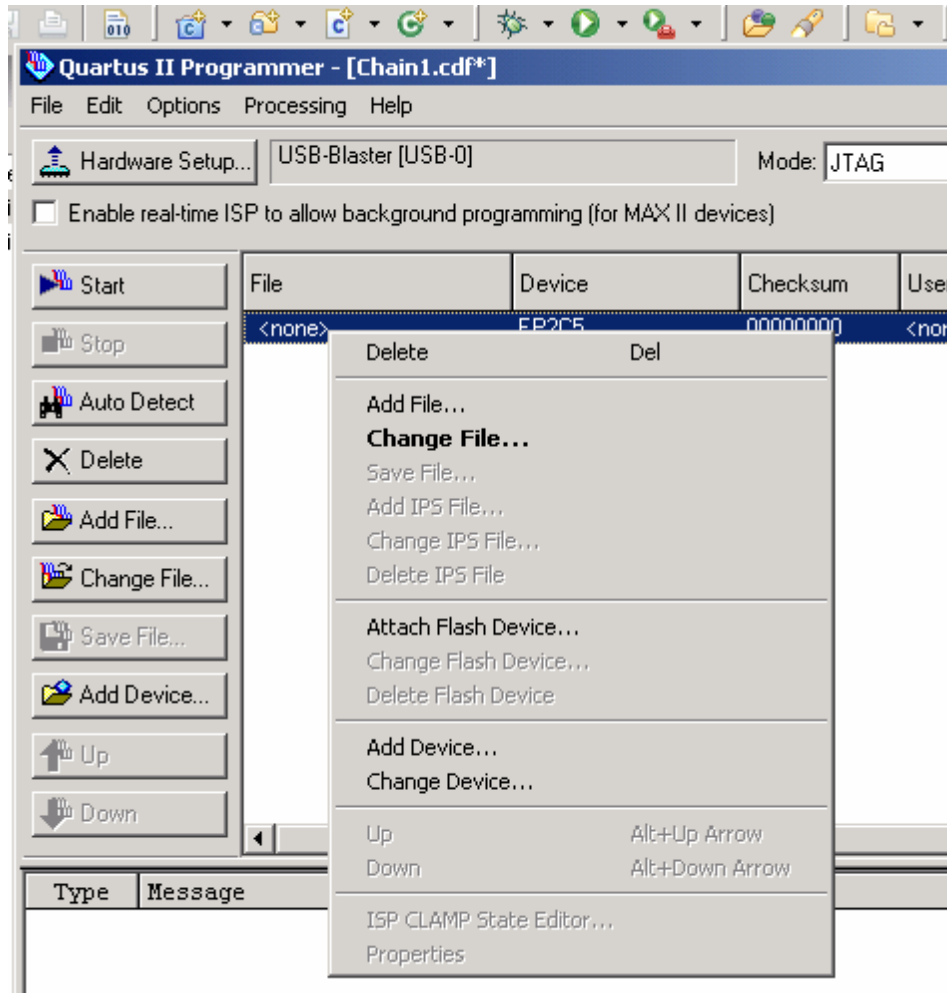 Quartus II Programmer - [Chain1.cdf*]
File Edit Options Processing Help
Hardware Setup... USB-Blaster [USB-0] Mode: JTAG
Enable real-time ISP to allow background programming (for MAX II devices)
Start
Stop
Auto Detect
Delete
Add File...
Change File...
Save File...
Add Device...
Up
Down
File Device Checksum
<none> EP2C5 00000000
Delete Del
Add File...
Change File...
Save File...
Add IPS File...
Change IPS File...
Delete IPS File
Attach Flash Device...
Change Flash Device...
Delete Flash Device
Add Device...
Change Device...
Up Alt+Up Arrow
Down Alt+Down Arrow
ISP CLAMP State Editor...
Properties
Type Message